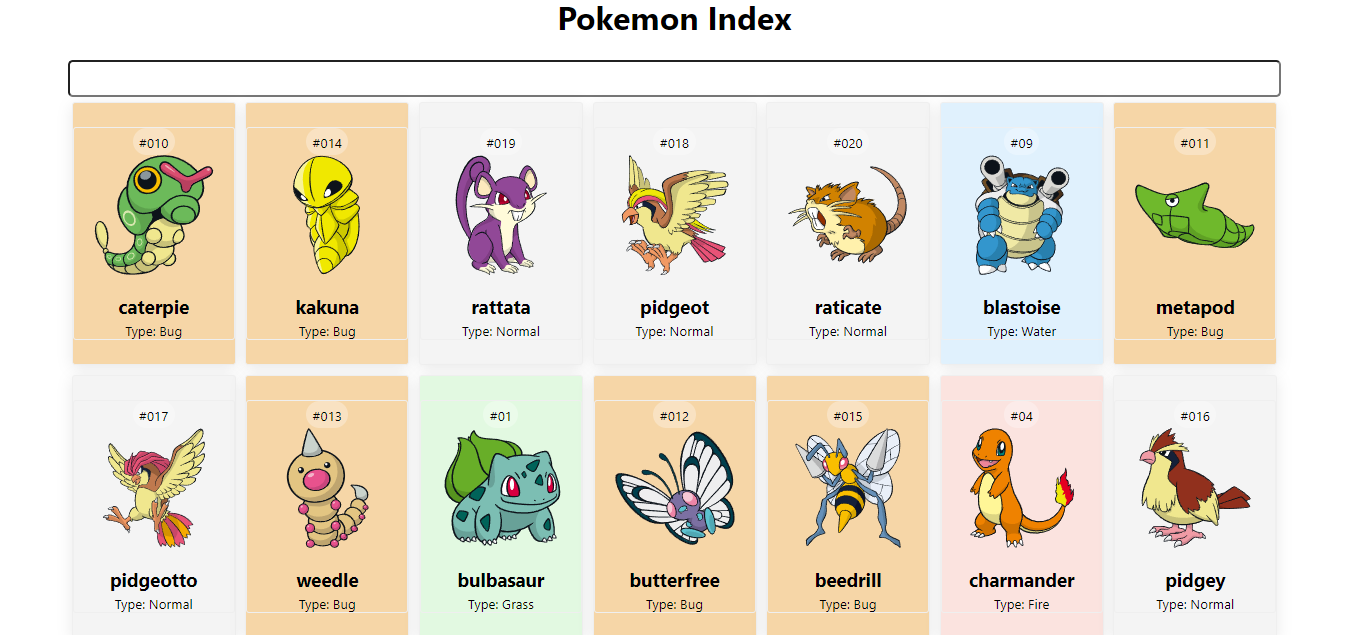 Pokemon Index
#010
caterpie
Type: Bug
#014
kakuna
Type: Bug
#019
rattata
Type: Normal
#018
pidgeot
Type: Normal
#020
raticate
Type: Normal
#09
blastoise
Type: Water
#011
metapod
Type: Bug
#017
pidgeotto
Type: Normal
#013
weedle
Type: Bug
#01
bulbasaur
Type: Grass
#012
butterfree
Type: Bug
#015
beedrill
Type: Bug
#04
charmander
Type: Fire
#016
pidgey
Type: Normal